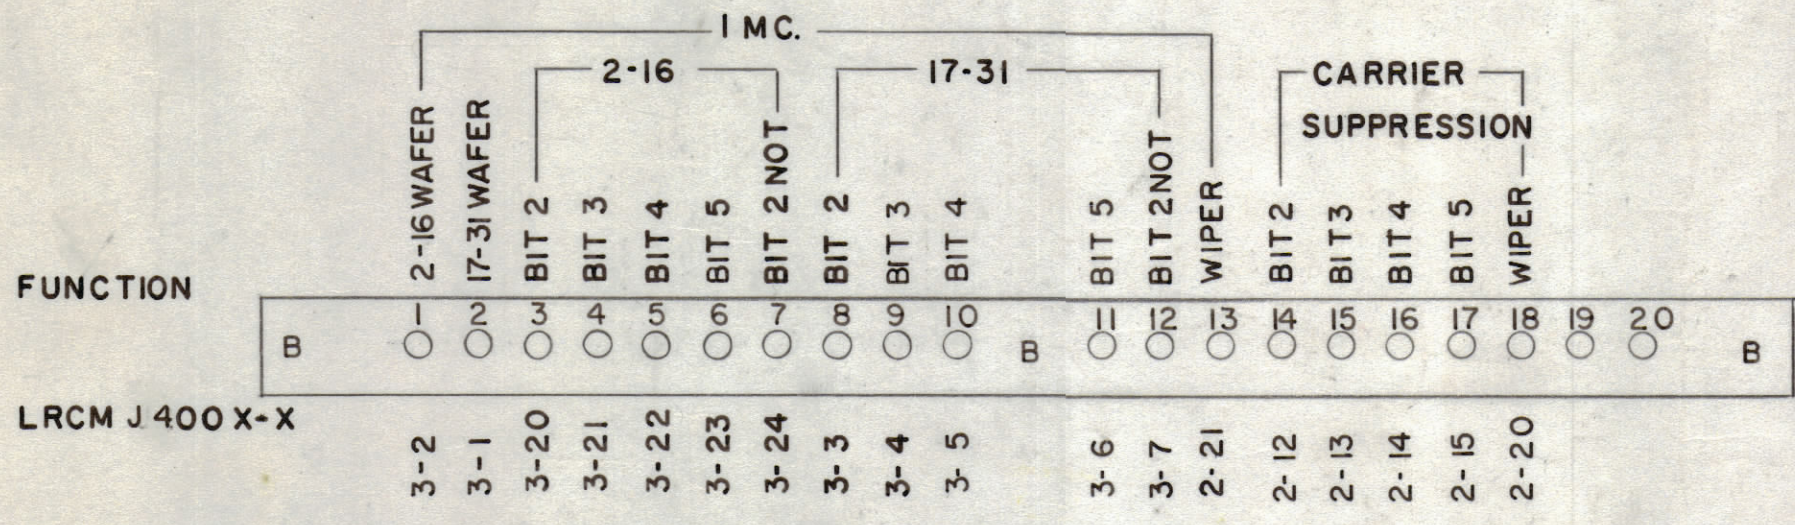 1 MC.
2-16 17-31 CARRIER
SUPPRESSION
2-16 WAFER 17-31 WAFER BIT 2 BIT 3 BIT 4 BIT 5 BIT 2 NOT BIT 2 BIT 3 BIT 4 BIT 5 BIT 2 NOT WIPER BIT 2 BIT 3 BIT 4 BIT 5 WIPER
FUNCTION
1 2 3 4 5 6 7 8 9 10 11 12 13 14 15 16 17 18 19 20
B B B
LRCM J 400 X-X
3-2 3-1 3-20 3-21 3-22 3-23 3-24 3-3 3-4 3-5 3-6 3-7 2-21 2-12 2-13 2-14 2-15 2-20